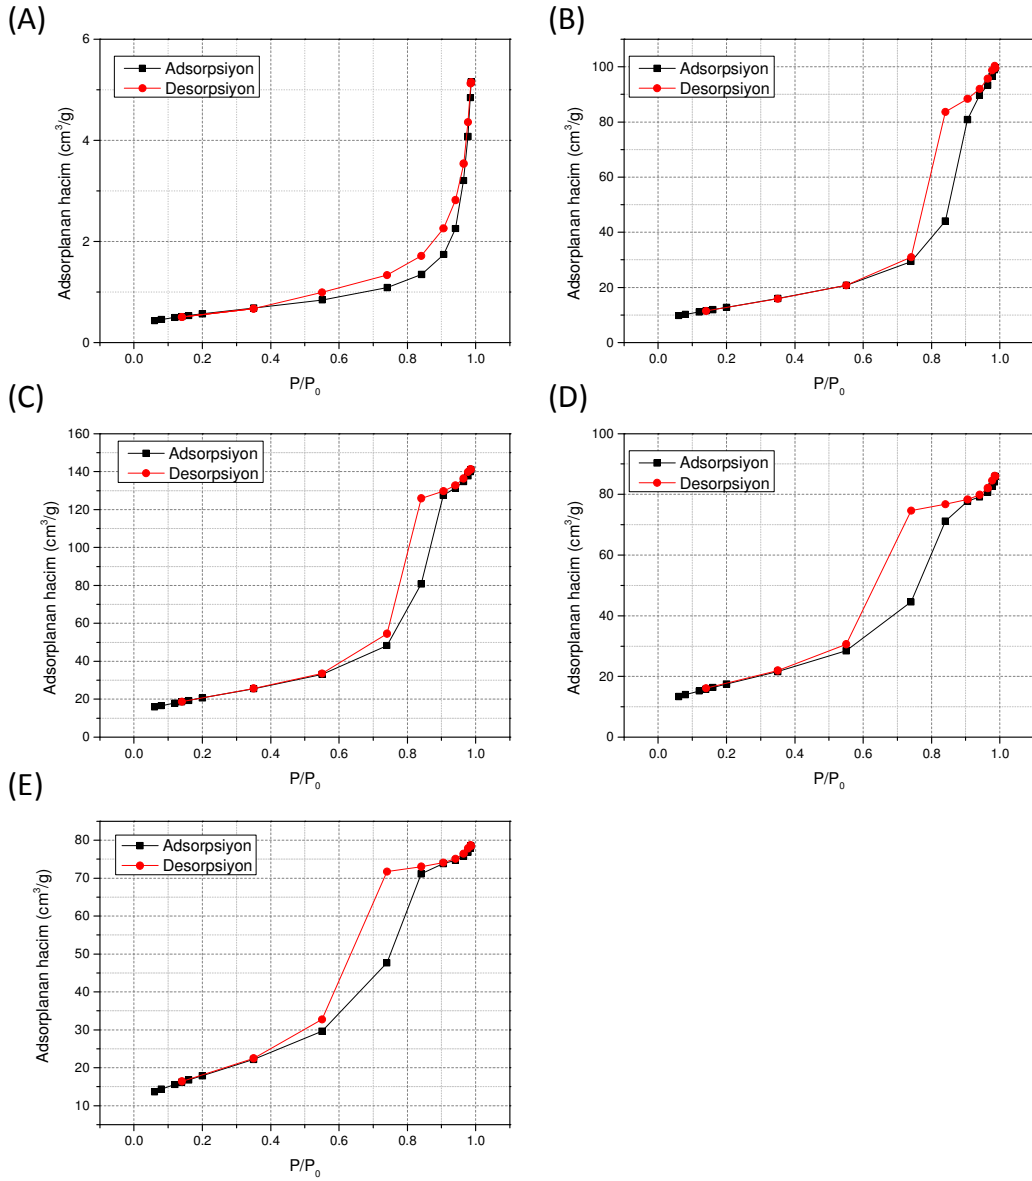 (A)
6
4
2
0
0.0 0.2 0.4 0.6 0.8 1.0
Adsorplanan hacim (cm³/g)
P/P₀
Adsorpsiyon
Desorpsiyon
(B)
100
80
60
40
20
0
0.0 0.2 0.4 0.6 0.8 1.0
Adsorplanan hacim (cm³/g)
P/P₀
Adsorpsiyon
Desorpsiyon
(C)
160
140
120
100
80
60
40
20
0
0.0 0.2 0.4 0.6 0.8 1.0
Adsorplanan hacim (cm³/g)
P/P₀
Adsorpsiyon
Desorpsiyon
(D)
100
80
60
40
20
0
0.0 0.2 0.4 0.6 0.8 1.0
Adsorplanan hacim (cm³/g)
P/P₀
Adsorpsiyon
Desorpsiyon
(E)
80
70
60
50
40
30
20
10
0.0 0.2 0.4 0.6 0.8 1.0
Adsorplanan hacim (cm³/g)
P/P₀
Adsorpsiyon
Desorpsiyon